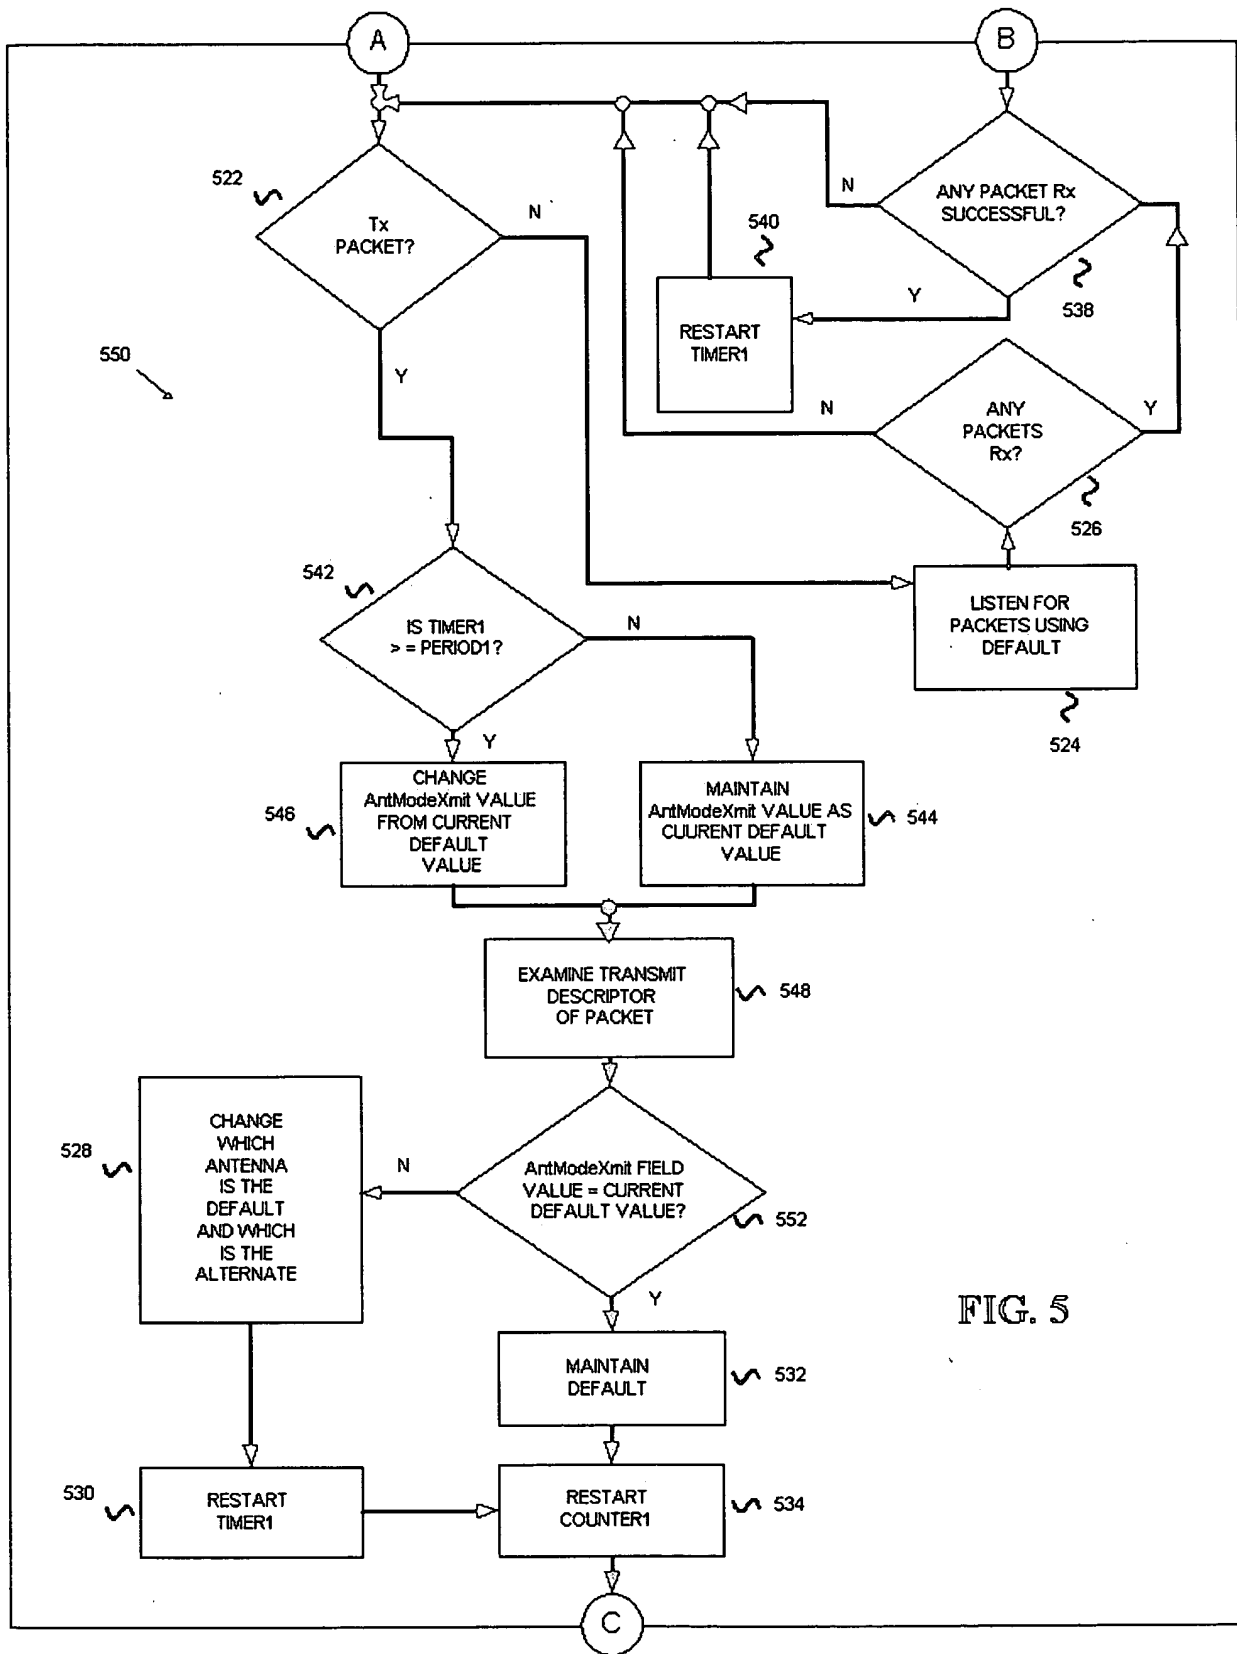 A
B
522
Tx
PACKET?
N
Y
550
ANY PACKET Rx
SUCCESSFUL?
N
Y
538
540
RESTART
TIMER1
ANY
PACKETS
Rx?
N
Y
526
LISTEN FOR
PACKETS USING
DEFAULT
524
542
IS TIMER1
> = PERIOD1?
N
Y
546
CHANGE
AntModeXmit VALUE
FROM CURRENT
DEFAULT
VALUE
MAINTAIN
AntModeXmit VALUE AS
CUURENT DEFAULT
VALUE
544
EXAMINE TRANSMIT
DESCRIPTOR
OF PACKET
548
528
CHANGE
WHICH
ANTENNA
IS THE
DEFAULT
AND WHICH
IS THE
ALTERNATE
N
AntModeXmit FIELD
VALUE = CURRENT
DEFAULT VALUE?
552
Y
FIG. 5
MAINTAIN
DEFAULT
532
530
RESTART
TIMER1
RESTART
COUNTER1
534
C